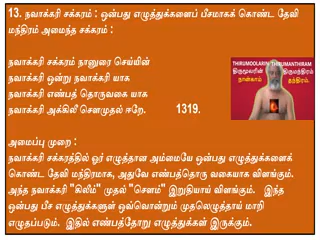 13. நவாக்கரி சக்கரம் : ஒன்பது எழுத்துக்களைப் பீசமாகக் கொண்ட தேவி
மந்திரம் அமைந்த சக்கரம் :
நவாக்கரி சக்கரம் நானுரை செய்யின்
நவாக்கரி ஒன்று நவாக்கரி யாக
நவாக்கரி எண்பத் தொருவகை யாக
நவாக்கரி அக்கிலீ சௌமுதல் ஈறே. 1319.
THIRUMOOLARIN THIRUMANTHIRAM
திருமூலரின் திருமந்திரம்
நான்காம் தந்திரம்.
அமைப்பு முறை :
நவாக்கரி சக்கரத்தில் ஓர் எழுத்தான அம்மையே ஒன்பது எழுத்துக்களைக்
கொண்ட தேவி மந்திரமாக, அதுவே எண்பத்தொரு வகையாக விளங்கும்.
அந்த நவாக்கரி "கிலீம்" முதல் "சௌம்" இறுதியாய் விளங்கும். இந்த
ஒன்பது பீச எழுத்துக்களுள் ஒவ்வொன்றும் முதலெழுத்தாய் மாறி
எழுதப்படும். இதில் எண்பத்தோறு எழுத்துக்கள் இருக்கும்.